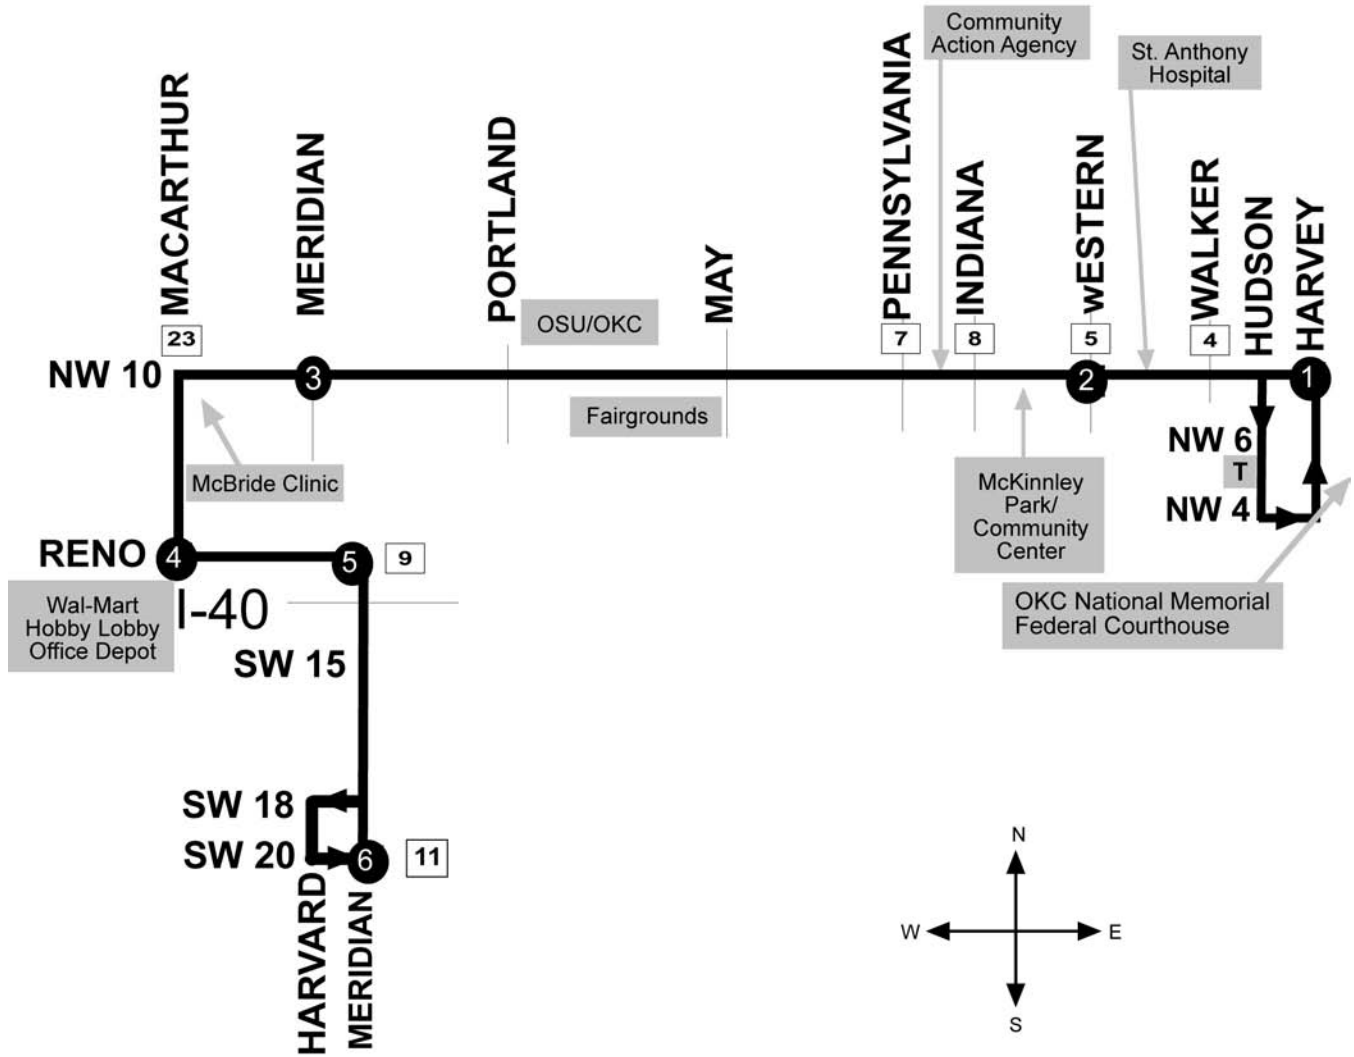 Community
Action Agency
St. Anthony
Hospital
MACARTHUR
MERIDIAN
PORTLAND
MAY
PENNSYLVANIA
INDIANA
wESTERN
WALKER
HUDSON
HARVEY
OSU/OKC
23
7
8
5
4
NW 10
3
2
1
Fairgrounds
McBride Clinic
McKinnley
Park/
Community
Center
NW 6
T
NW 4
RENO
4
5
9
Wal-Mart
Hobby Lobby
Office Depot
I-40
OKC National Memorial
Federal Courthouse
SW 15
SW 18
SW 20
6
11
HARVARD
MERIDIAN
N
W
E
S